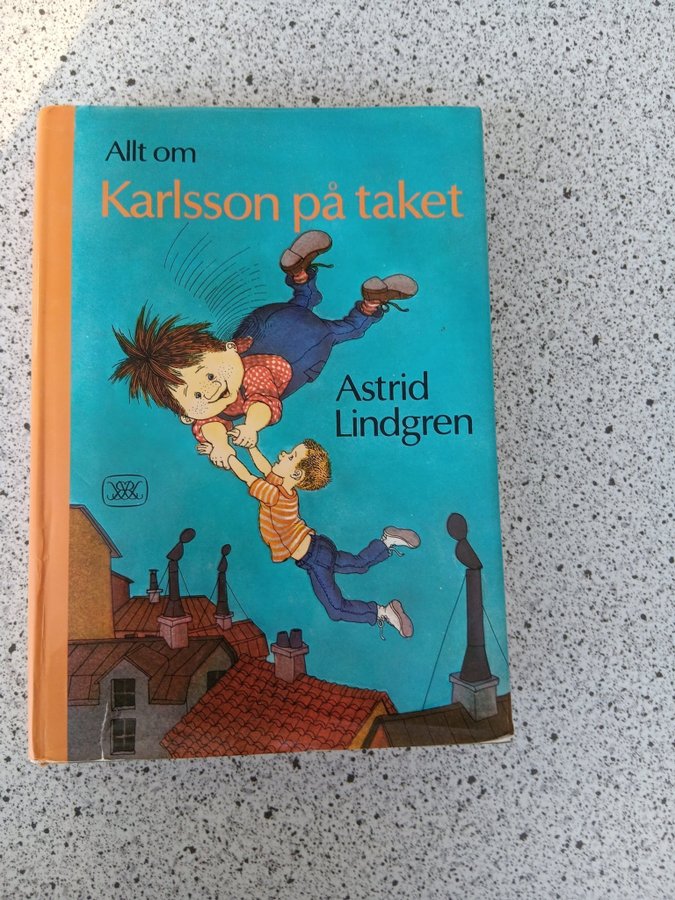 Allt om
Karlsson på taket
Astrid
Lindgren